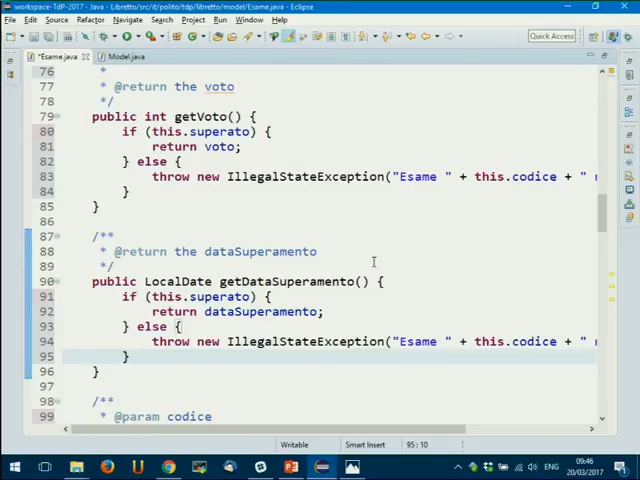 workspace-TdP-2017 - Java - Libretto/src/it/polito/tdp/libretto/model/Esame.java - Eclipse
File Edit Source Refactor Navigate Search Project Run Window Help
Quick Access
*Esame.java Model.java
76 *
77 * @return the voto
78 */
79 public int getVoto() {
80 if (this.superato) {
81 return voto;
82 } else {
83 throw new IllegalStateException("Esame " + this.codice + " n
84 }
85 }
86
87 /**
88 * @return the dataSuperamento
89 */
90 public LocalDate getDataSuperamento() {
91 if (this.superato) {
92 return dataSuperamento;
93 } else {
94 throw new IllegalStateException("Esame " + this.codice + " n
95 }
96 }
97
98 /**
99 * @param codice
Writable Smart Insert 95 : 10
09:46
20/03/2017